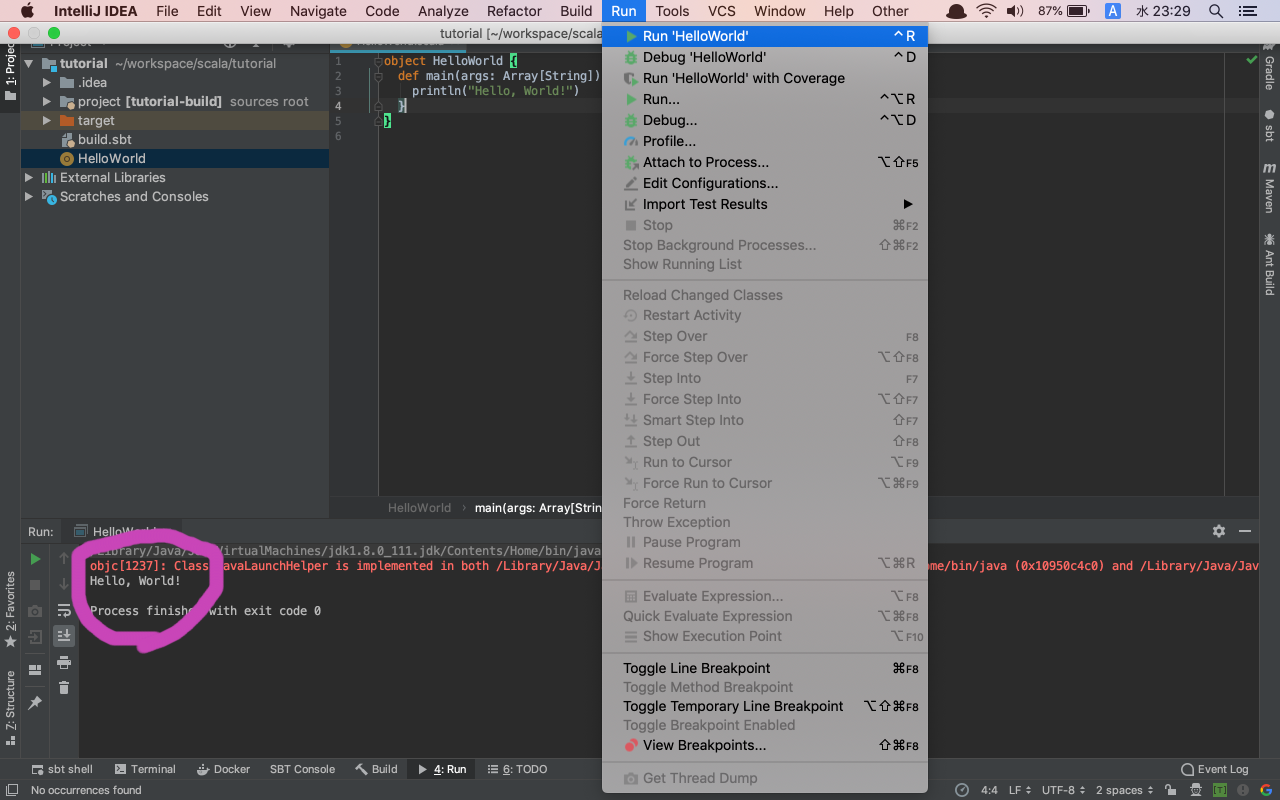 IntelliJ IDEA File Edit View Navigate Code Analyze Refactor Build Run Tools VCS Window Help Other 87% A 水 23:29
tutorial [~/workspace/scala
1: Project
tutorial ~/workspace/scala/tutorial
.idea
project [tutorial-build] sources root
target
build.sbt
HelloWorld
External Libraries
Scratches and Consoles
1 object HelloWorld {
2 def main(args: Array[String])
3 println("Hello, World!")
4 }
5 }
6
HelloWorld › main(args: Array[Strin
Run 'HelloWorld' ⌃R
Debug 'HelloWorld' ⌃D
Run 'HelloWorld' with Coverage
Run... ⌃⌥R
Debug... ⌃⌥D
Profile...
Attach to Process... ⌥⇧F5
Edit Configurations...
Import Test Results
Stop ⌘F2
Stop Background Processes... ⇧⌘F2
Show Running List
Reload Changed Classes
Restart Activity
Step Over F8
Force Step Over ⌥⇧F8
Step Into F7
Force Step Into ⌥⇧F7
Smart Step Into ⇧F7
Step Out ⇧F8
Run to Cursor ⌥F9
Force Run to Cursor ⌥⌘F9
Force Return
Throw Exception
Pause Program
Resume Program ⌥⌘R
Evaluate Expression... ⌥F8
Quick Evaluate Expression ⌥⌘F8
Show Execution Point ⌥F10
Toggle Line Breakpoint ⌘F8
Toggle Method Breakpoint
Toggle Temporary Line Breakpoint ⌥⇧⌘F8
Toggle Breakpoint Enabled
View Breakpoints... ⇧⌘F8
Get Thread Dump
Gradle
sbt
Maven
Ant Build
Run:
/Library/Java/ VirtualMachines/jdk1.8.0_111.jdk/Contents/Home/bin/java
objc[1237]: Class JavaLaunchHelper is implemented in both /Library/Java/J ome/bin/java (0x10950c4c0) and /Library/Java/Jav
Hello, World!
Process finished with exit code 0
2: Favorites
Z: Structure
sbt shell Terminal Docker SBT Console Build 4: Run 6: TODO Event Log
No occurrences found 4:4 LF UTF-8 2 spaces [T]